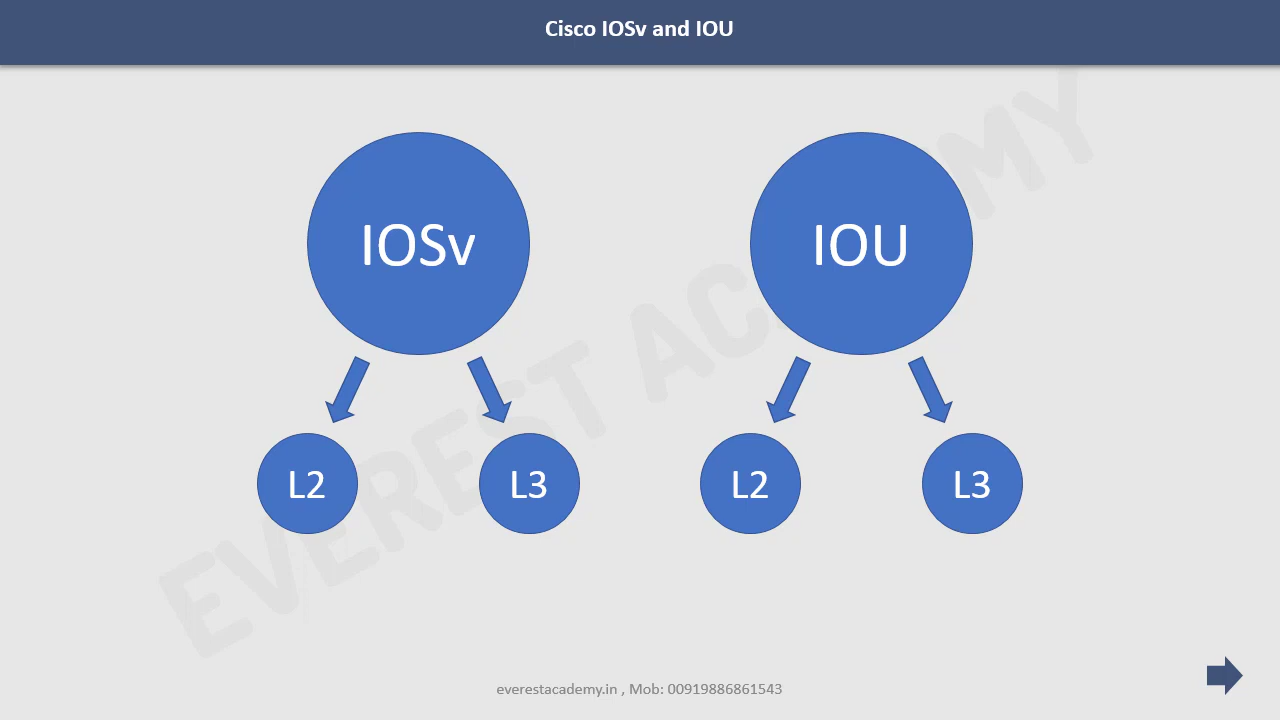 Cisco IOSv and IOU
IOSv
IOU
L2
L3
L2
L3
EVEREST ACADEMY
everestacademy.in , Mob: 00919886861543